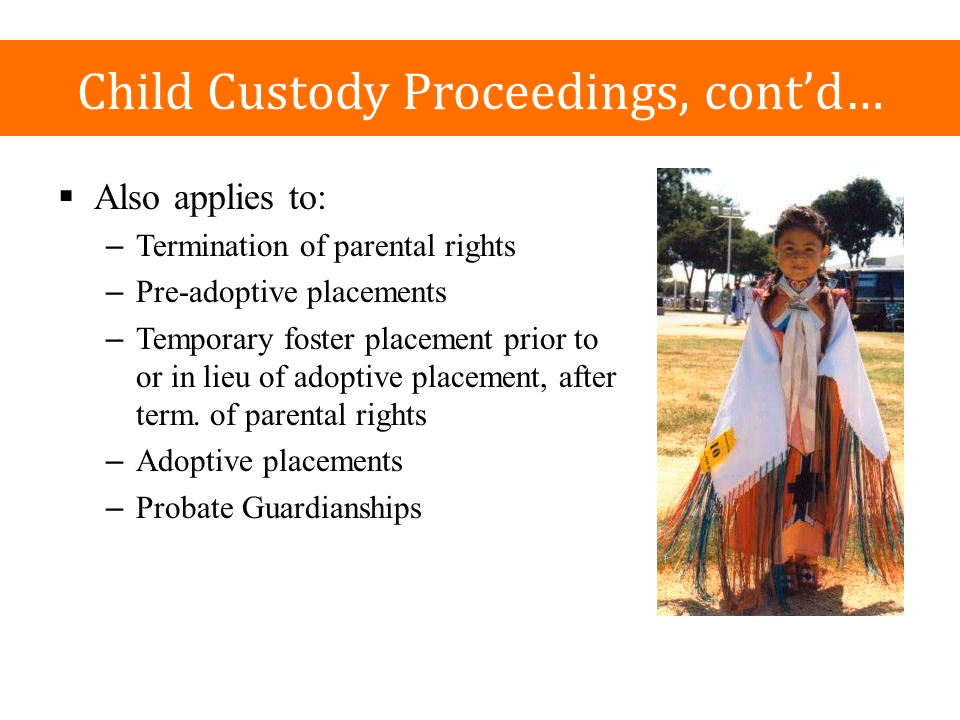 Child Custody Proceedings, cont’d…
▪ Also applies to:
– Termination of parental rights
– Pre-adoptive placements
– Temporary foster placement prior to
or in lieu of adoptive placement, after
term. of parental rights
– Adoptive placements
– Probate Guardianships